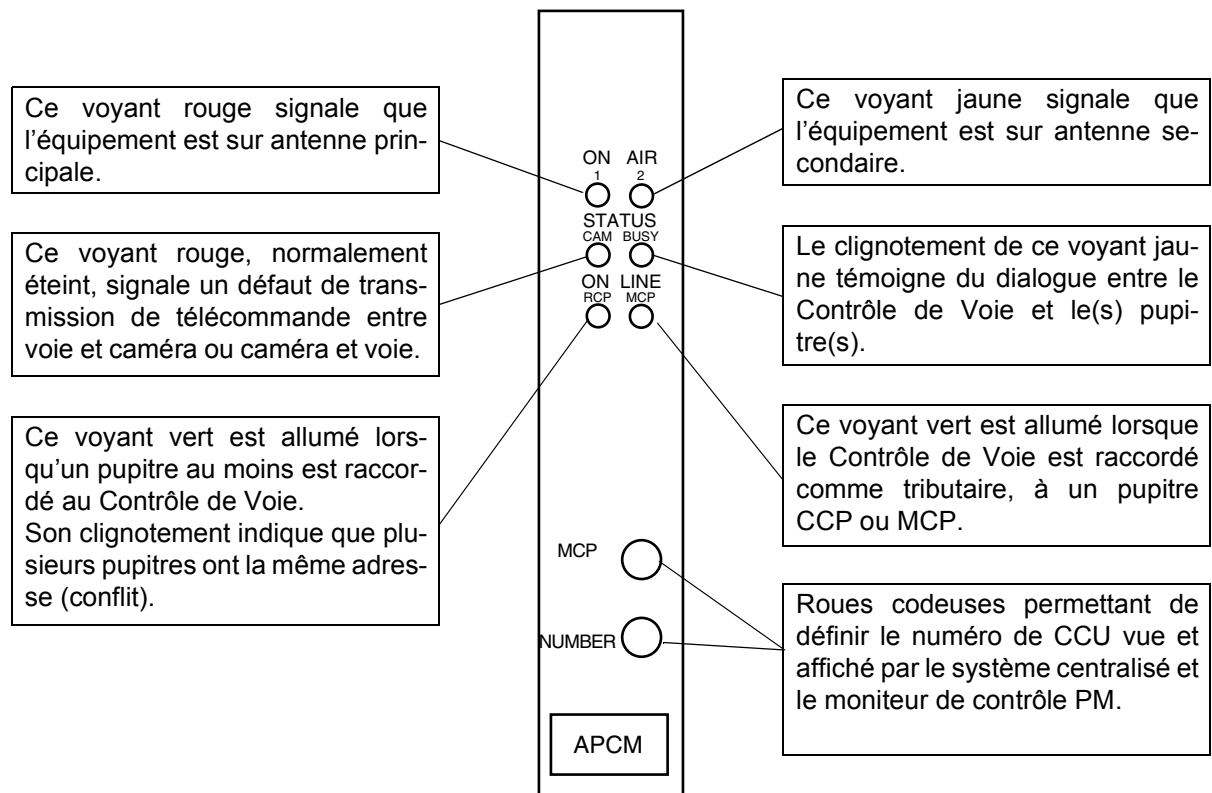 Ce voyant rouge signale que
l'équipement est sur antenne prin-
cipale.
Ce voyant rouge, normalement
éteint, signale un défaut de trans-
mission de télécommande entre
voie et caméra ou caméra et voie.
Ce voyant vert est allumé lors-
qu'un pupitre au moins est raccor-
dé au Contrôle de Voie.
Son clignotement indique que plu-
sieurs pupitres ont la même adres-
se (conflit).
ON AIR
1 2
STATUS
CAM BUSY
ON LINE
RCP MCP
MCP
NUMBER
APCM
Ce voyant jaune signale que
l'équipement est sur antenne se-
condaire.
Le clignotement de ce voyant jau-
ne témoigne du dialogue entre le
Contrôle de Voie et le(s) pupi-
tre(s).
Ce voyant vert est allumé lorsque
le Contrôle de Voie est raccordé
comme tributaire, à un pupitre
CCP ou MCP.
Roues codeuses permettant de
définir le numéro de CCU vue et
affiché par le système centralisé et
le moniteur de contrôle PM.